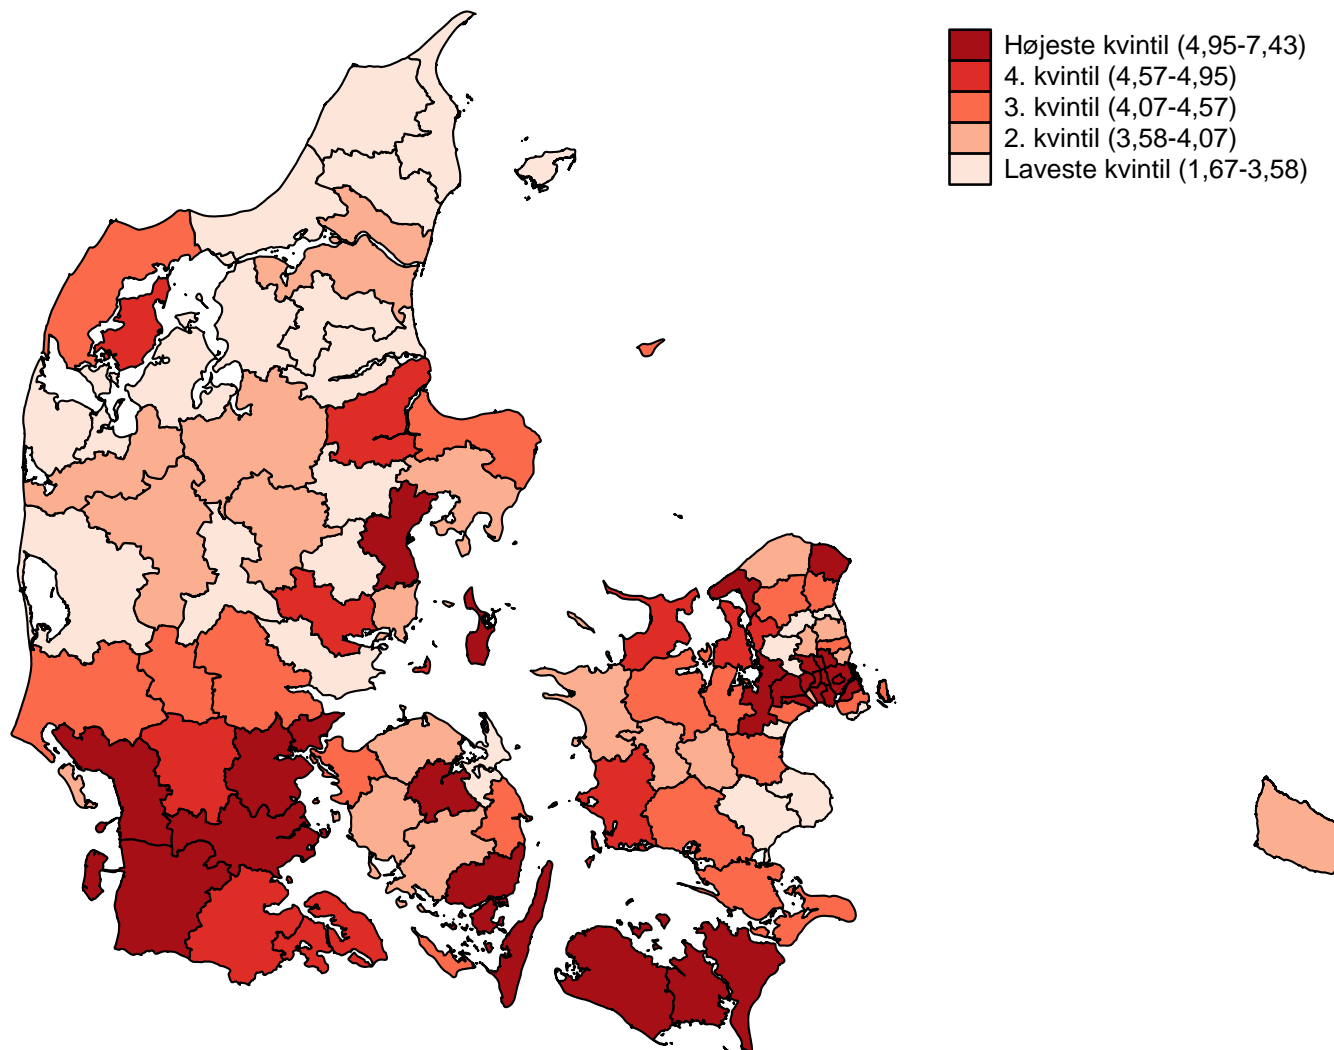 Højeste kvintil (4,95-7,43)
4. kvintil (4,57-4,95)
3. kvintil (4,07-4,57)
2. kvintil (3,58-4,07)
Laveste kvintil (1,67-3,58)